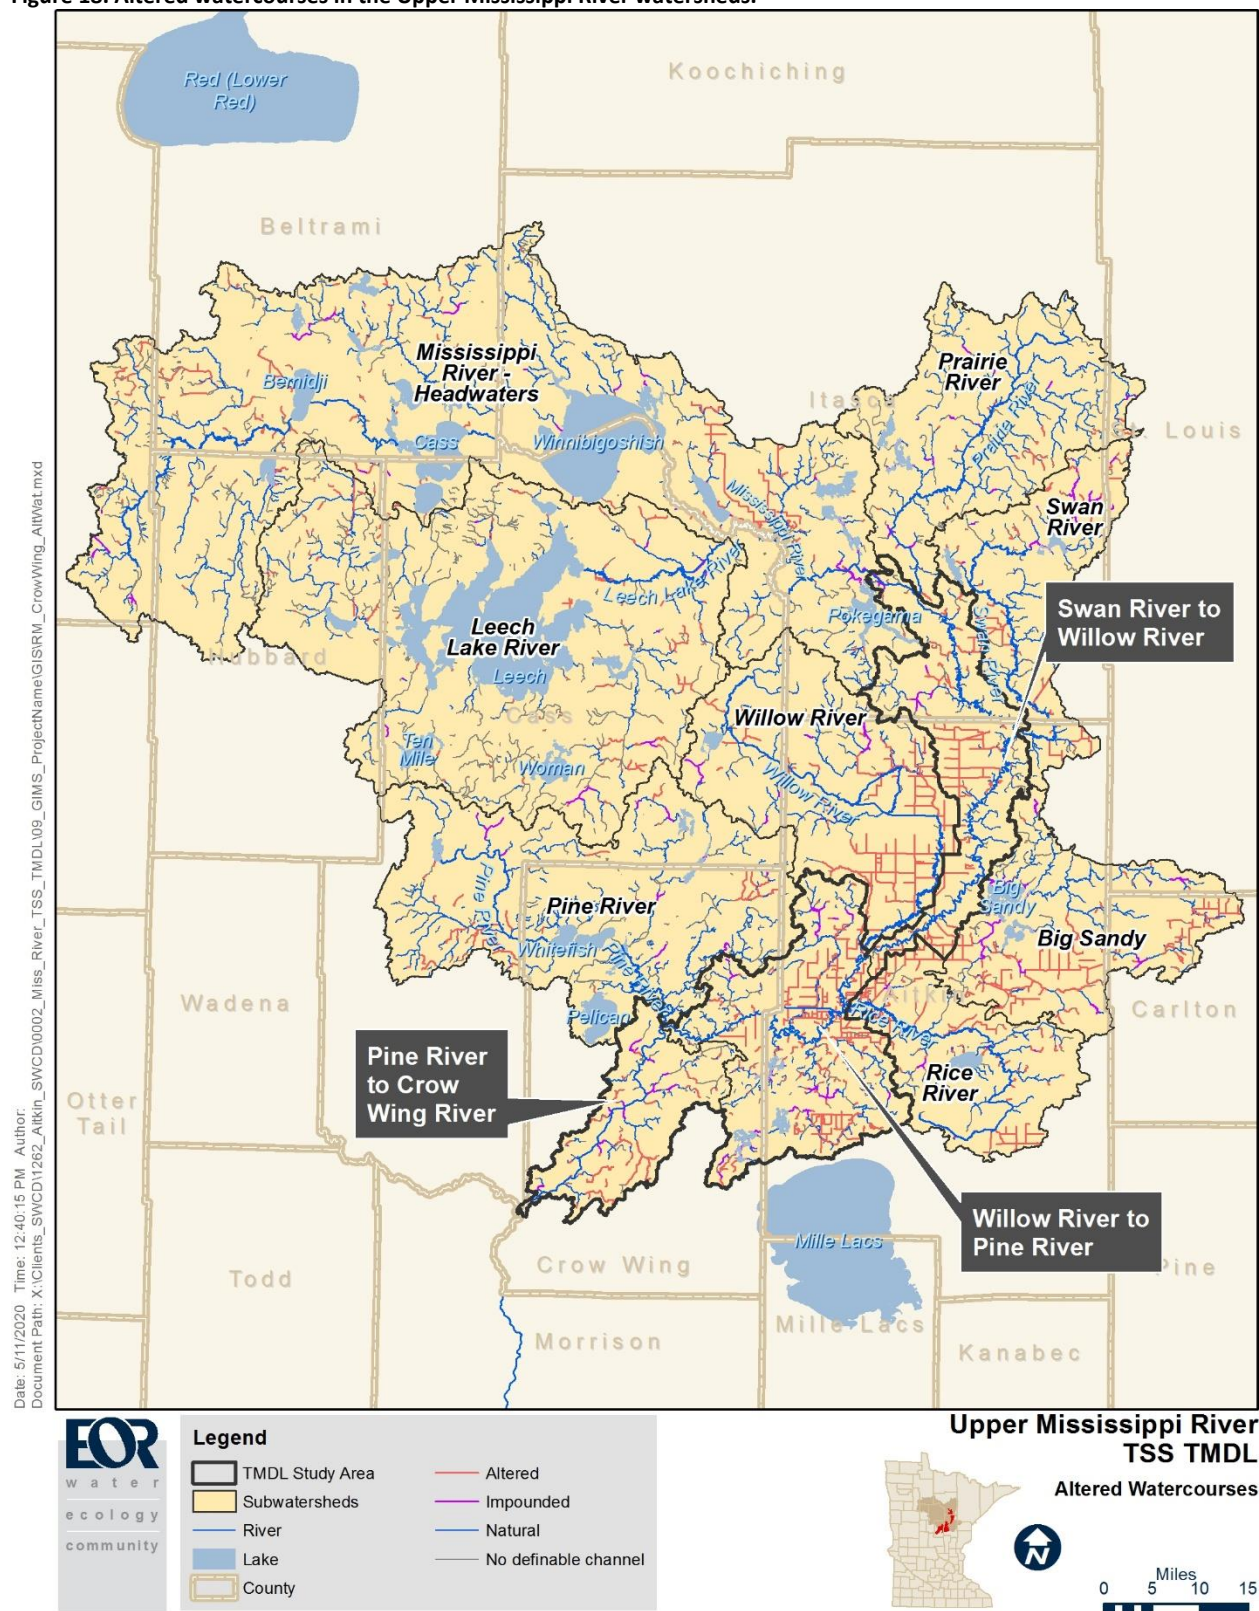 Figure 18. Altered watercourses in the Upper Mississippi River watersheds.
Red (Lower
Red)
Koochiching
Beltrami
Mississippi
River -
Headwaters
Prairie
River
Bemidji
Itasca
Cass
Winnibigoshish
Prairie River
St. Louis
Mississippi River
Swan
River
Leech Lake River
Pokegama
Swan River to
Willow River
Leech
Lake River
Swan River
Hubbard
Leech
Cass
Willow River
Ten
Mile
Woman
Willow River
Pine River
Big
Sandy
Pine River
Whitefish
Big Sandy
Pine River
Wadena
Aitkin
Carlton
Pelican
Rice River
Pine River
to Crow
Wing River
Rice
River
Otter
Tail
Willow River to
Pine River
Mille Lacs
Todd
Crow Wing
Pine
Morrison
Mille Lacs
Kanabec
Date: 5/11/2020 Time: 12:40:15 PM Author:
Document Path: X:\Clients_SWCD\1262_Aitkin_SWCD\0002_Miss_River_TSS_TMDL\09_GIMS_ProjectName\GIS\RM_CrowWing_AltWat.mxd
EOR
water
ecology
community
Legend
TMDL Study Area
Subwatersheds
River
Lake
County
Altered
Impounded
Natural
No definable channel
Upper Mississippi River
TSS TMDL
Altered Watercourses
N
Miles
0 5 10 15